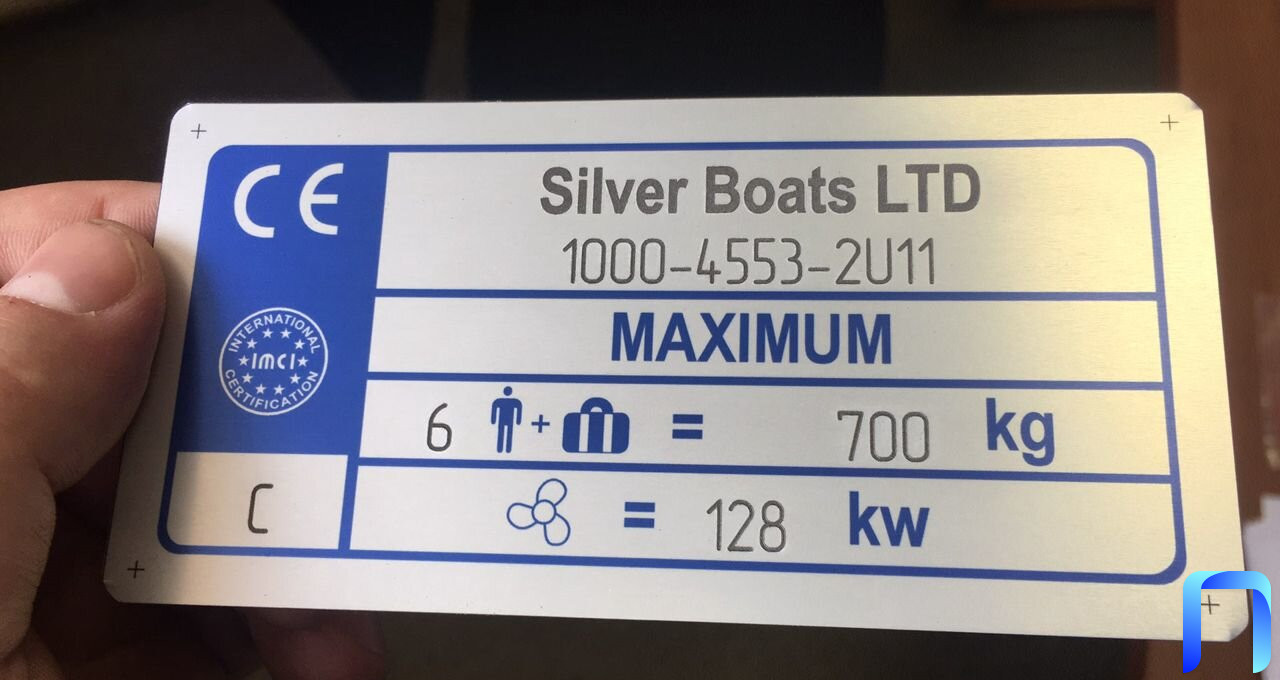 CE
Silver Boats LTD
1000-4553-2U11
INTERNATIONAL
IMCI
CERTIFICATION
MAXIMUM
6 + = 700 kg
C
= 128 kw